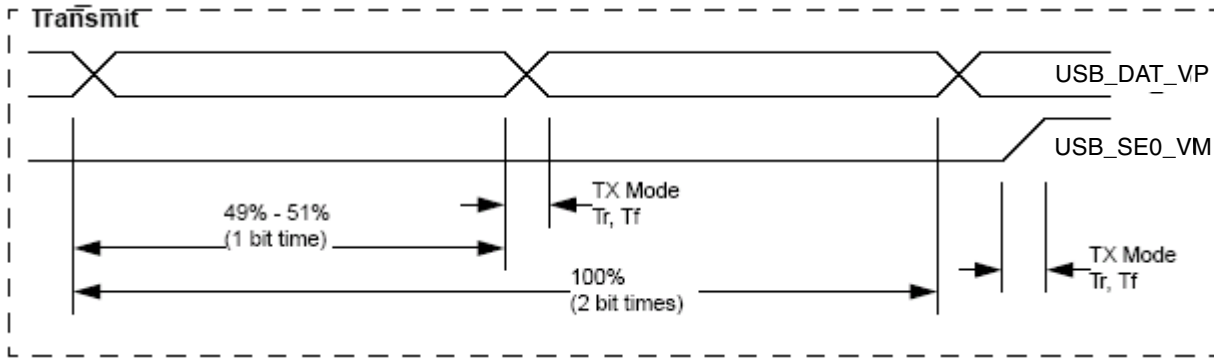 Transmit
USB_DAT_VP
USB_SE0_VM
TX Mode
Tr, Tf
49% - 51%
(1 bit time)
TX Mode
Tr, Tf
100%
(2 bit times)